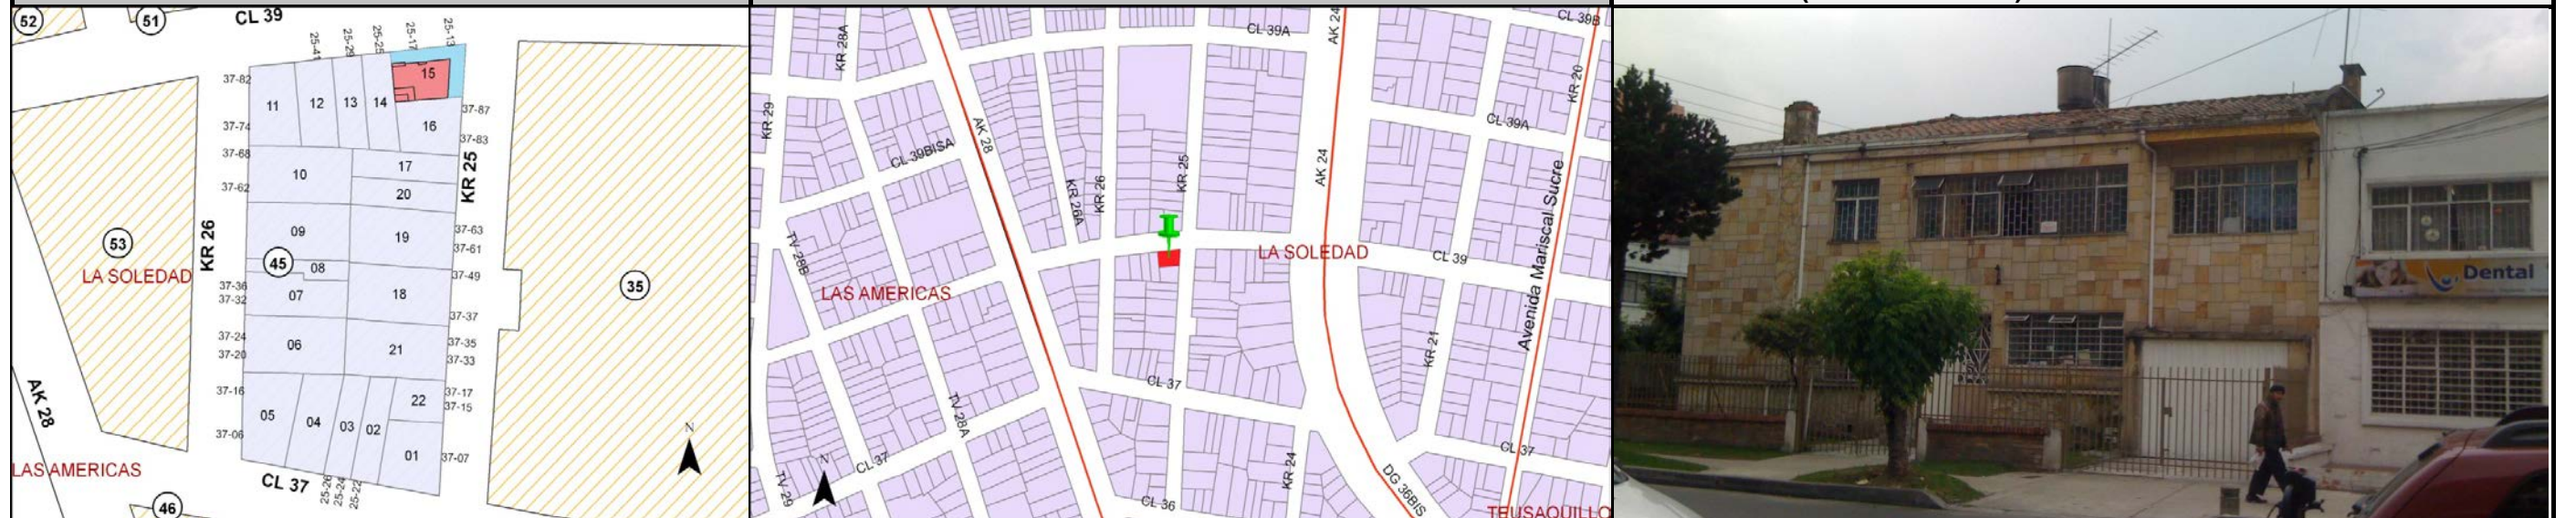 52
51
CL 39
25-41
25-29
25-25
25-17
25-13
37-82
15
11
12
13
14
37-87
37-74
16
37-83
37-68
17
10
KR 25
37-62
20
53
KR 26
09
19
37-63
37-61
LA SOLEDAD
45
08
37-49
35
37-36
07
18
37-32
37-37
37-24
06
21
37-35
37-20
37-33
AK 28
37-16
22
37-17
37-15
05
04
03
02
37-06
01
37-07
LAS AMERICAS
CL 37
25-26
25-24
25-22
N
46
KR 28A
CL 39A
AK 24
CL 39B
KR 20
KR 29
AK 28
CL 39BISA
CL 39A
KR 26A
KR 26
KR 25
AK 24
Avenida Mariscal Sucre
TV 28B
LA SOLEDAD
CL 39
LAS AMERICAS
KR 21
CL 37
TV 28A
CL 37
CL 37
KR 24
N
TV 29
CL 36
DG 36BIS
TEUSAQUILLO
Dental